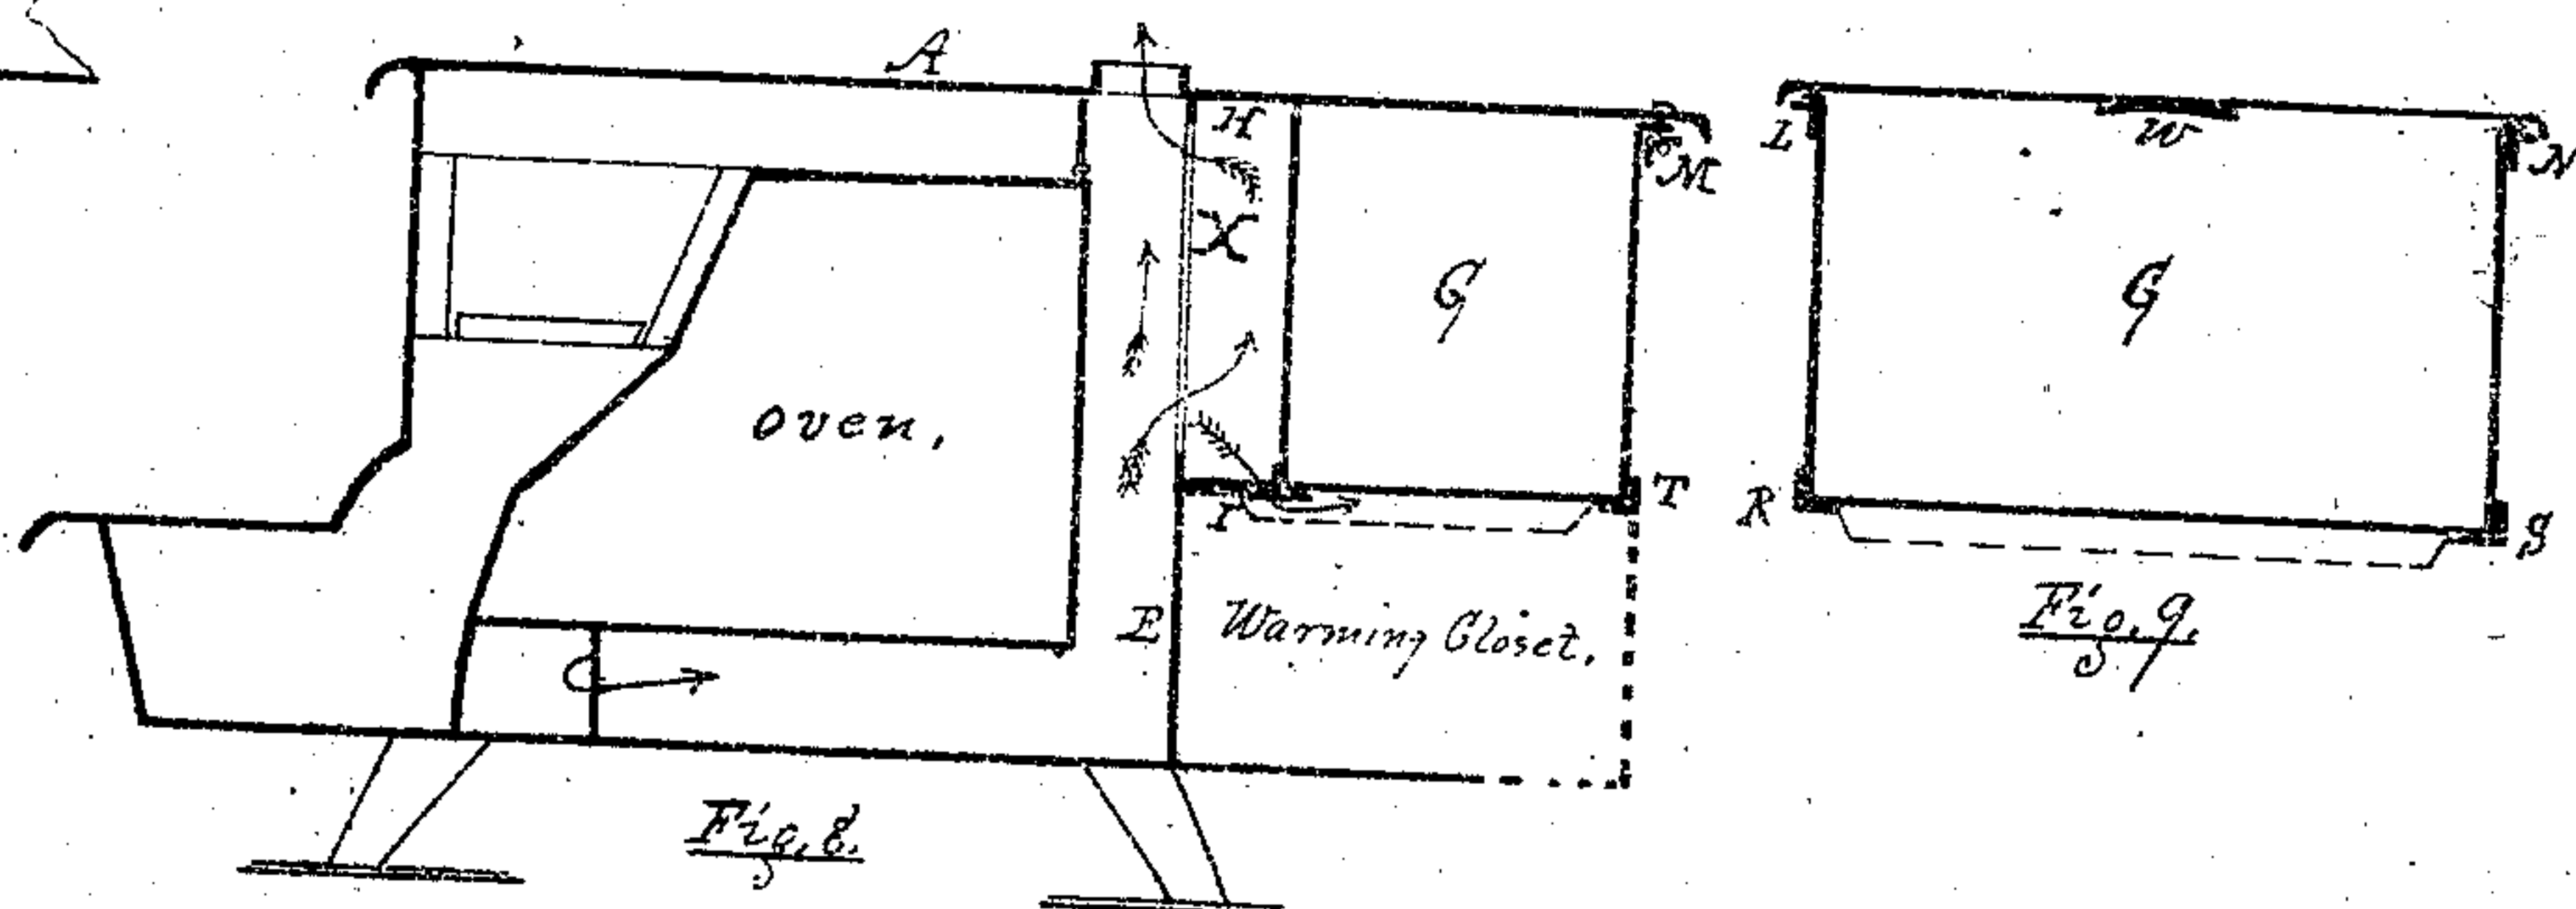 A
H
M
X
G
oven.
T
Y
E
Warming Closet.
Fig. 8.
L
W
N
G
R
S
Fig. 9.